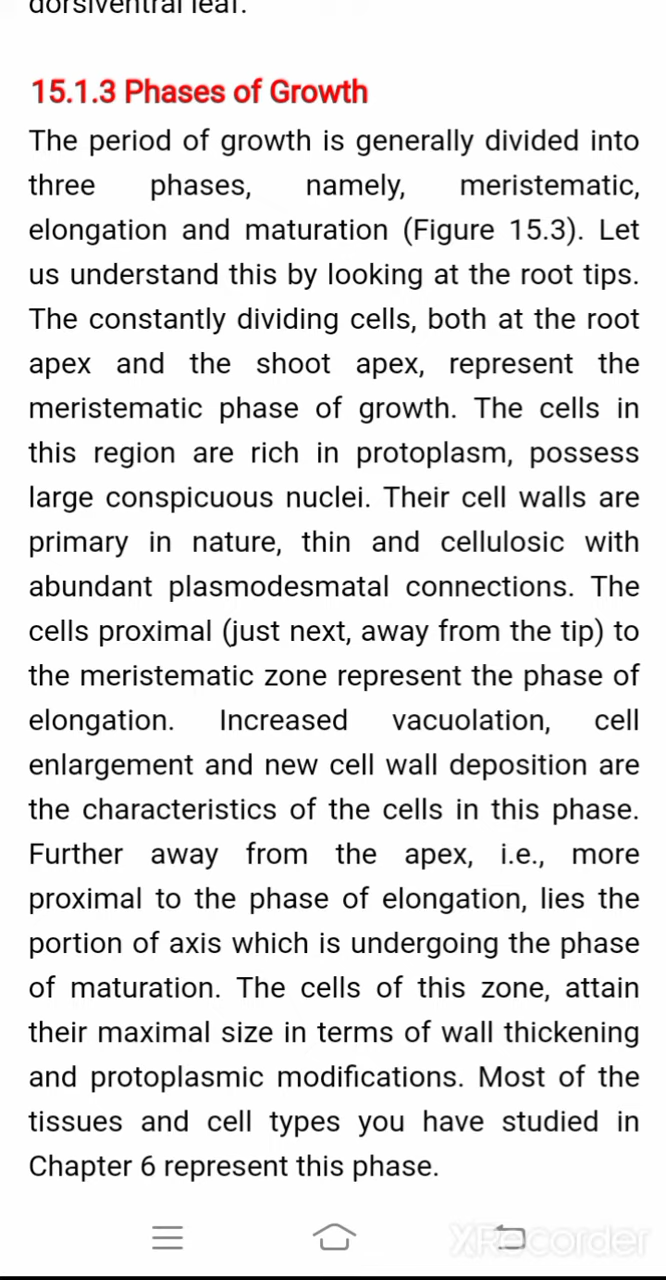 dorsiventral leaf.
15.1.3 Phases of Growth
The period of growth is generally divided into
three phases, namely, meristematic,
elongation and maturation (Figure 15.3). Let
us understand this by looking at the root tips.
The constantly dividing cells, both at the root
apex and the shoot apex, represent the
meristematic phase of growth. The cells in
this region are rich in protoplasm, possess
large conspicuous nuclei. Their cell walls are
primary in nature, thin and cellulosic with
abundant plasmodesmatal connections. The
cells proximal (just next, away from the tip) to
the meristematic zone represent the phase of
elongation. Increased vacuolation, cell
enlargement and new cell wall deposition are
the characteristics of the cells in this phase.
Further away from the apex, i.e., more
proximal to the phase of elongation, lies the
portion of axis which is undergoing the phase
of maturation. The cells of this zone, attain
their maximal size in terms of wall thickening
and protoplasmic modifications. Most of the
tissues and cell types you have studied in
Chapter 6 represent this phase.
XRecorder